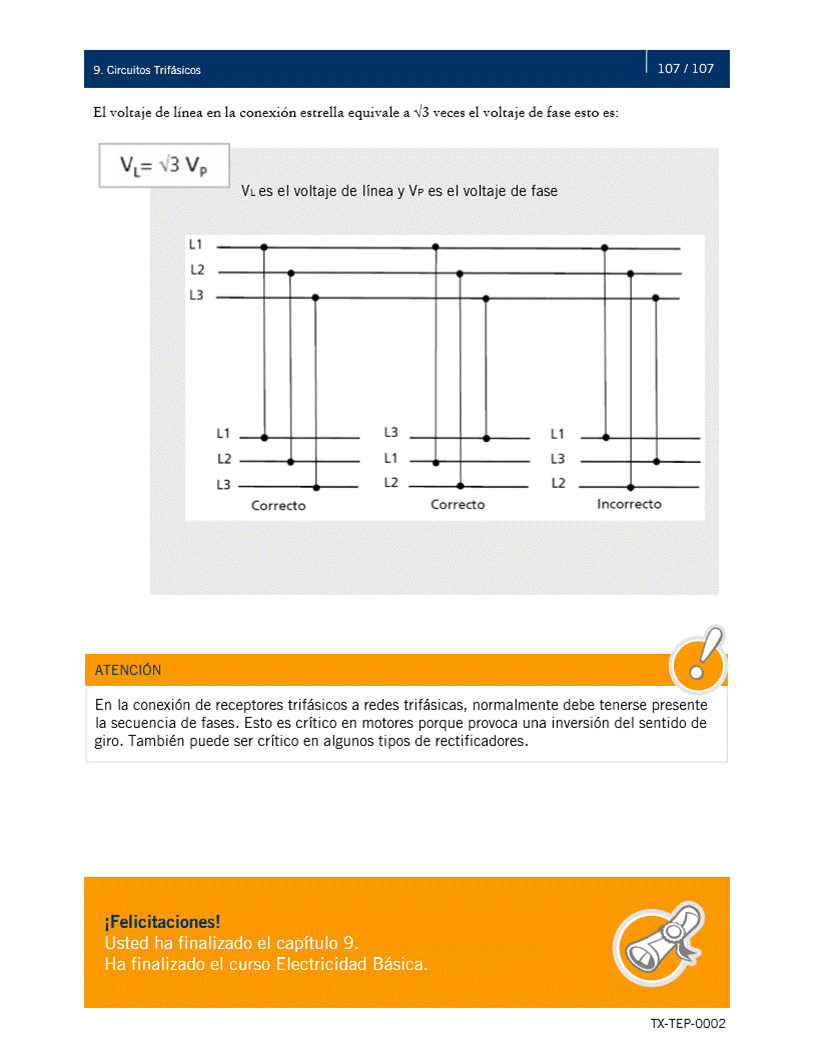 9. Circuitos Trifásicos
107 / 107
El voltaje de línea en la conexión estrella equivale a √3 veces el voltaje de fase esto es:
VL= √3 VP
VL es el voltaje de línea y VP es el voltaje de fase
L1
L2
L3
L1
L2
L3
Correcto
L3
L1
L2
Correcto
L1
L3
L2
Incorrecto
ATENCIÓN
En la conexión de receptores trifásicos a redes trifásicas, normalmente debe tenerse presente
la secuencia de fases. Esto es crítico en motores porque provoca una inversión del sentido de
giro. También puede ser crítico en algunos tipos de rectificadores.
¡Felicitaciones!
Usted ha finalizado el capítulo 9.
Ha finalizado el curso Electricidad Básica.
TX-TEP-0002